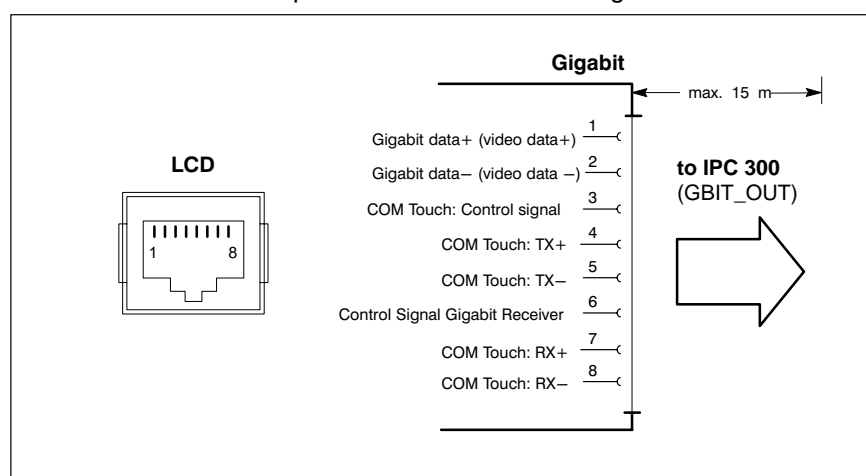 Gigabit
max. 15 m
Gigabit data+ (video data+) 1
Gigabit data− (video data −) 2
COM Touch: Control signal 3
COM Touch: TX+ 4
COM Touch: TX− 5
Control Signal Gigabit Receiver 6
COM Touch: RX+ 7
COM Touch: RX− 8
LCD
1 8
to IPC 300
(GBIT_OUT)